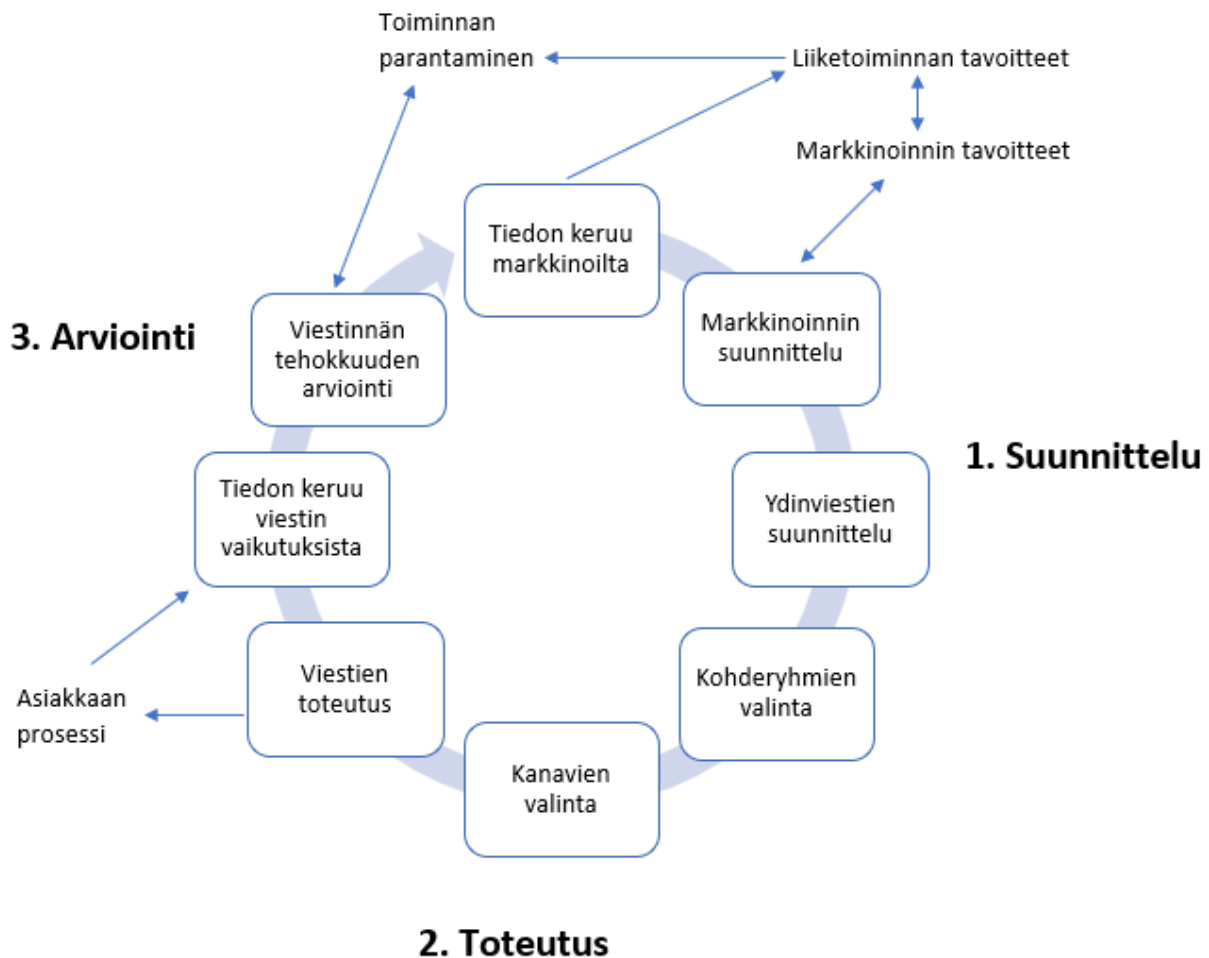 Toiminnan
parantaminen
Liiketoiminnan tavoitteet
Markkinoinnin tavoitteet
Tiedon keruu
markkinoilta
Markkinoinnin
suunnittelu
3. Arviointi
Viestinnän
tehokkuuden
arviointi
1. Suunnittelu
Ydinviestien
suunnittelu
Tiedon keruu
viestin
vaikutuksista
Kohderyhmien
valinta
Viestien
toteutus
Asiakkaan
prosessi
Kanavien
valinta
2. Toteutus